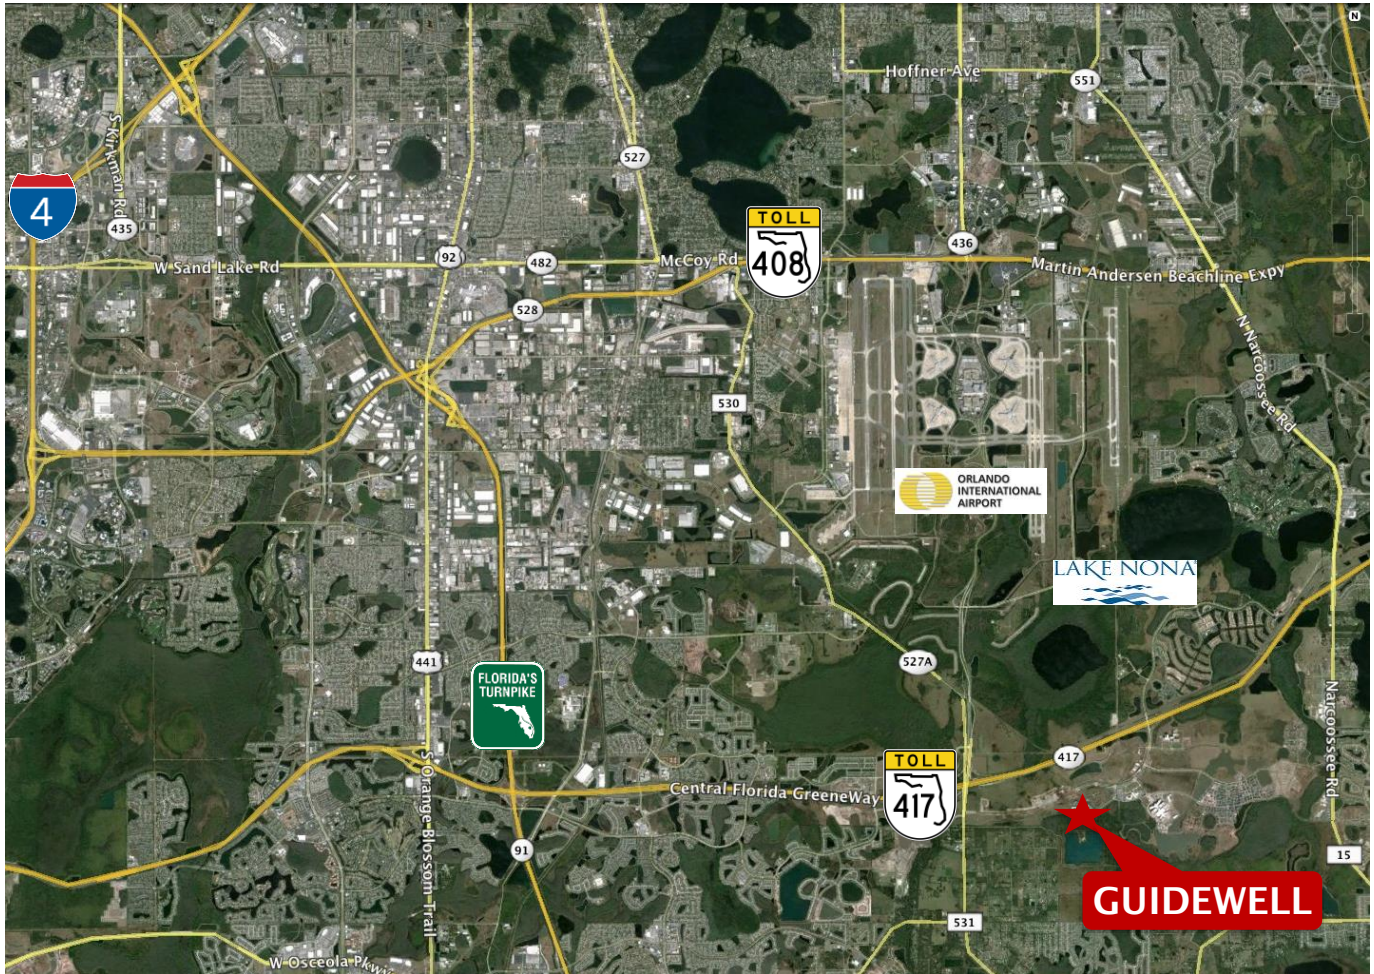 N
Hoffner Ave
551
S Kirkman Rd
527
4
435
TOLL
408
436
W Sand Lake Rd
92
482
McCoy Rd
Martin Andersen Beachline Expy
528
N Narcoossee Rd
530
ORLANDO
INTERNATIONAL
AIRPORT
LAKE NONA
441
527A
FLORIDA'S
TURNPIKE
Narcoossee Rd
S Orange Blossom Trail
TOLL
417
417
Central Florida GreeneWay
91
15
GUIDEWELL
531
W Osceola Pkwy